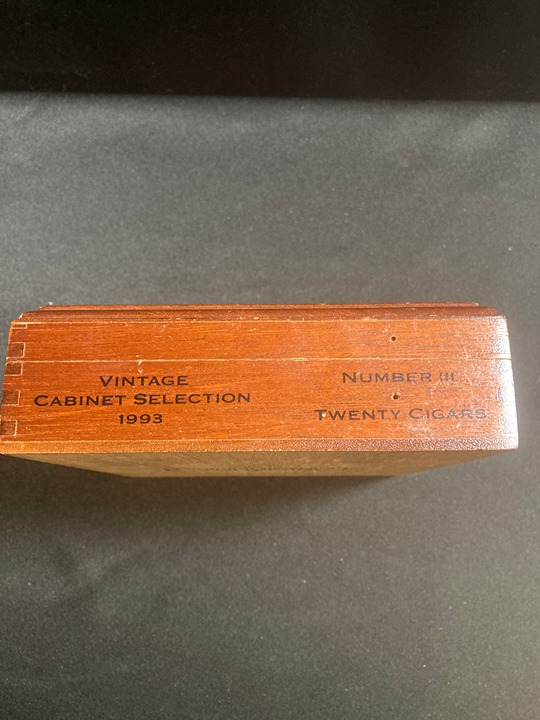 VINTAGE
CABINET SELECTION
1993
NUMBER III
TWENTY CIGARS